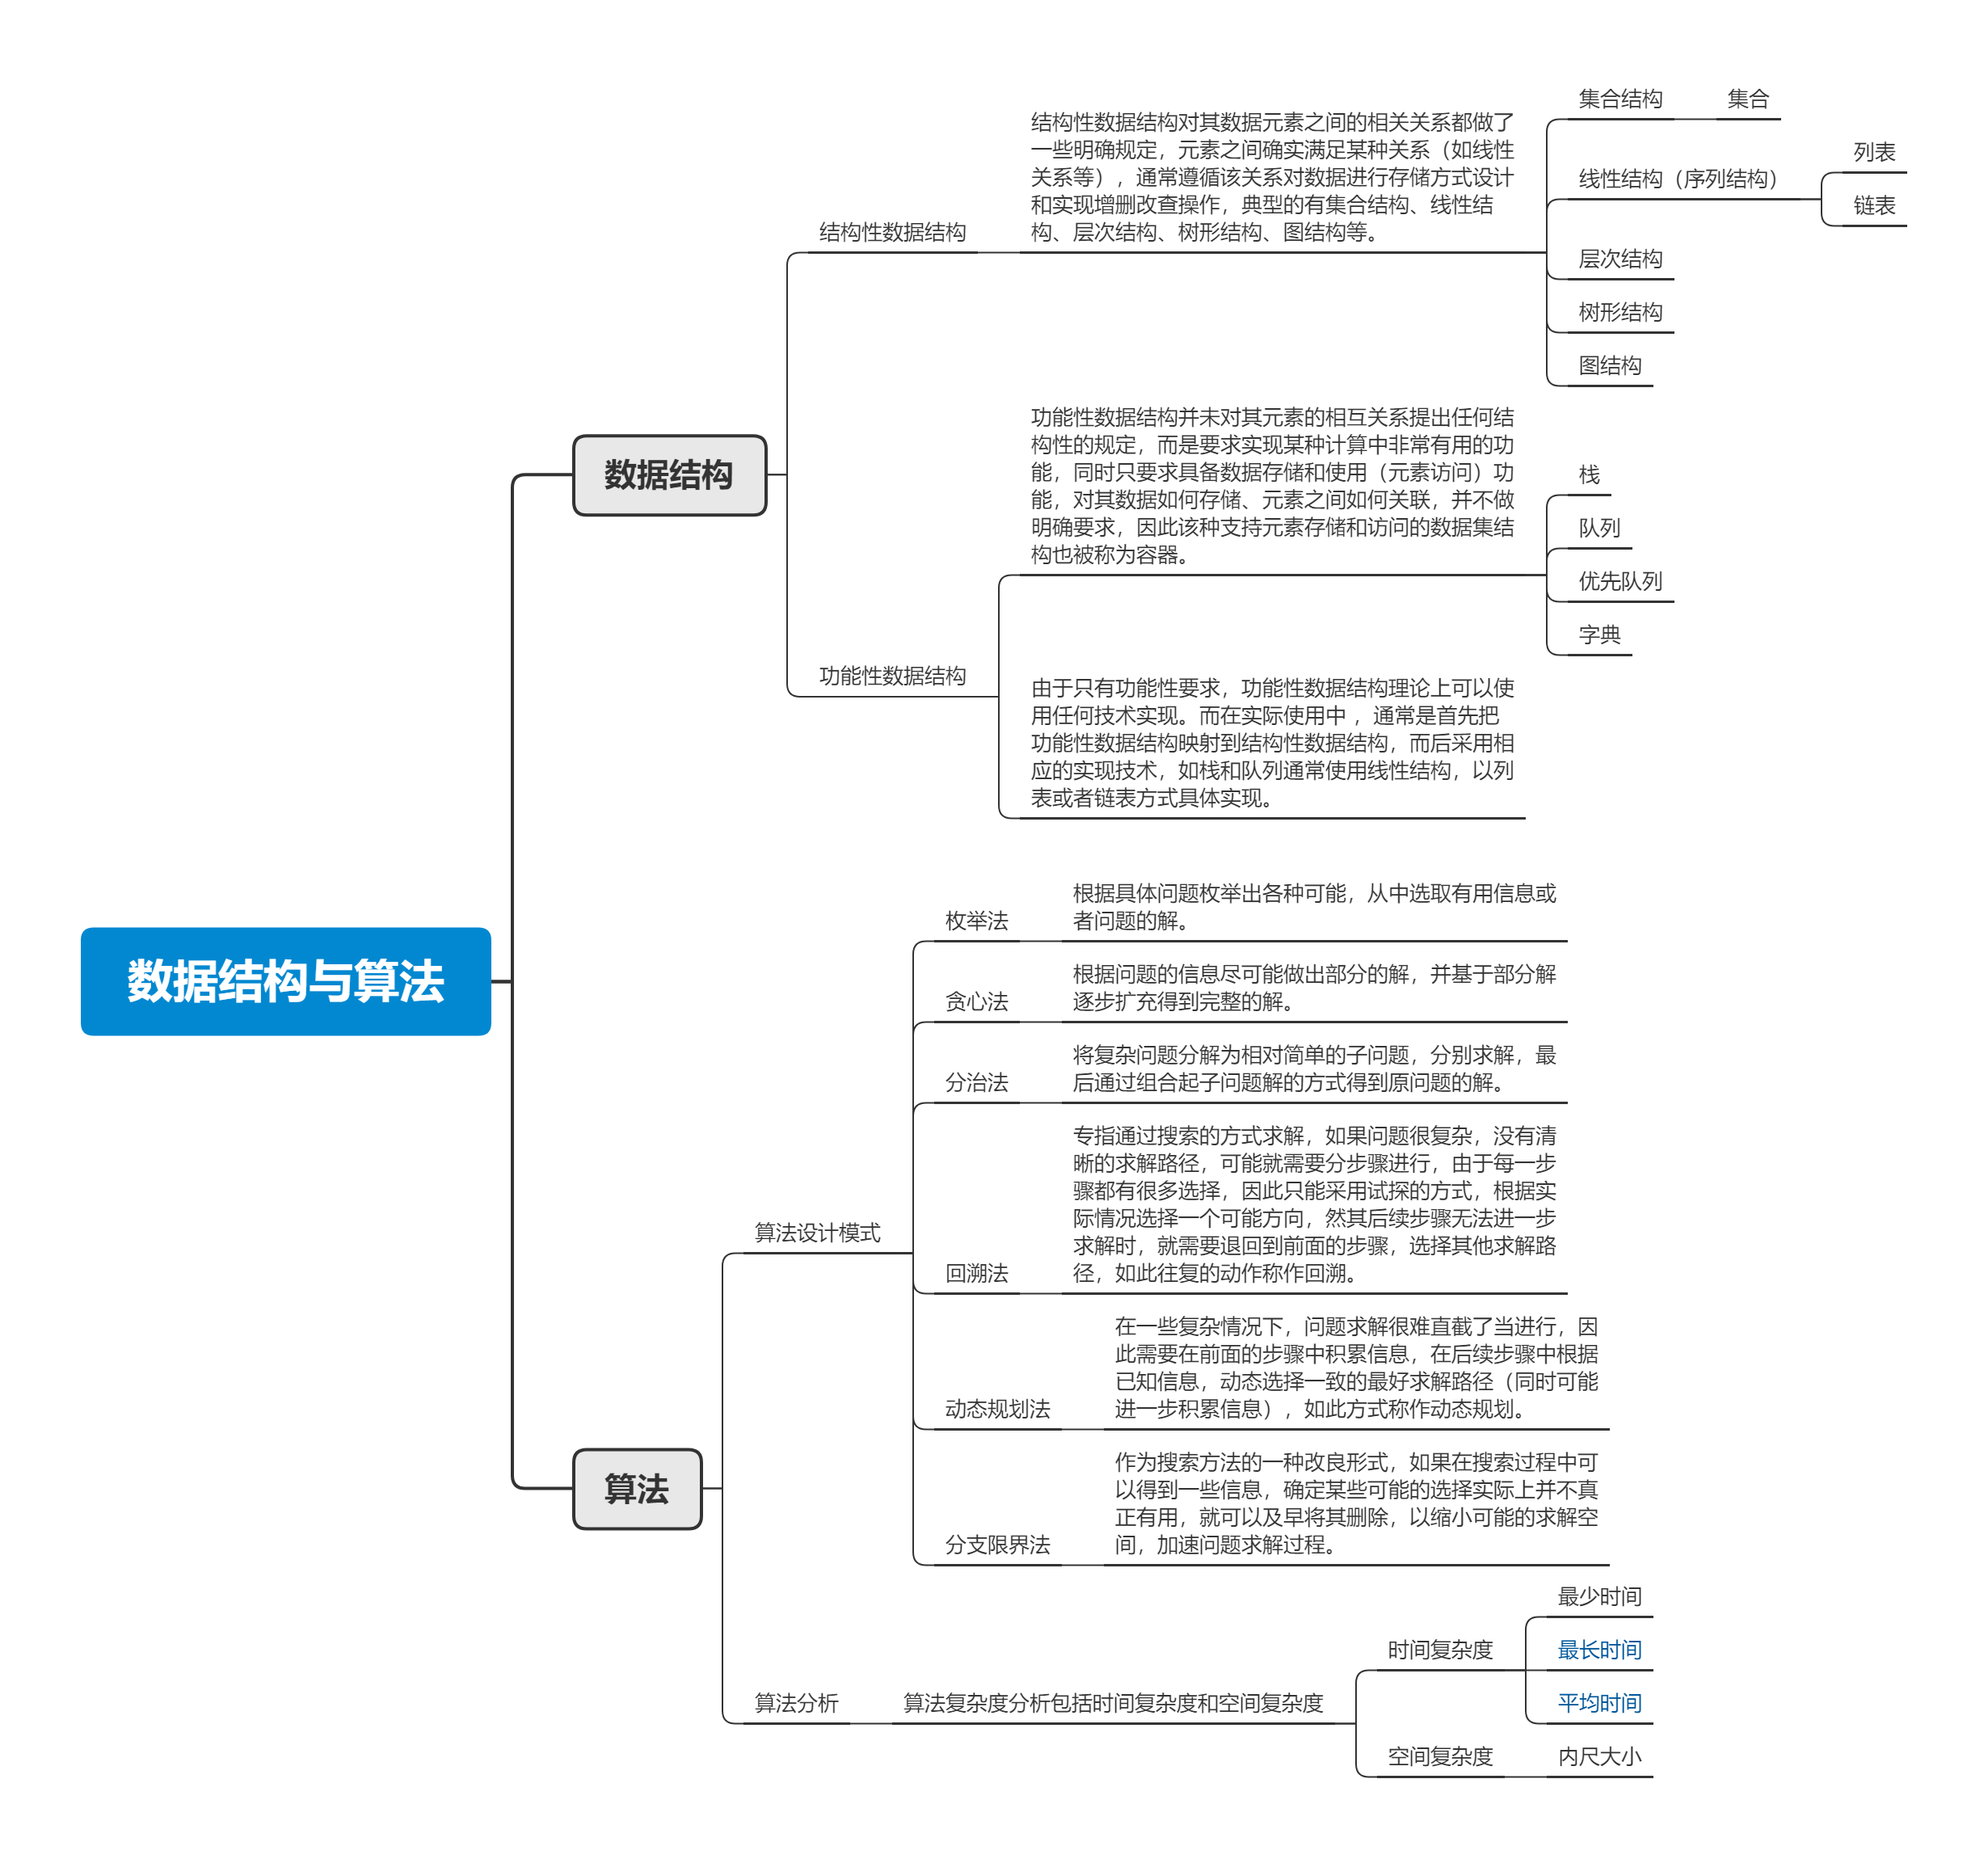 数据结构与算法
数据结构
结构性数据结构
结构性数据结构对其数据元素之间的相关关系都做了
一些明确规定，元素之间确实满足某种关系（如线性
关系等），通常遵循该关系对数据进行存储方式设计
和实现增删改查操作，典型的有集合结构、线性结
构、层次结构、树形结构、图结构等。
集合结构
集合
线性结构（序列结构）
列表
链表
层次结构
树形结构
图结构
功能性数据结构
功能性数据结构并未对其元素的相互关系提出任何结
构性的规定，而是要求实现某种计算中非常有用的功
能，同时只要求具备数据存储和使用（元素访问）功
能，对其数据如何存储、元素之间如何关联，并不做
明确要求，因此该种支持元素存储和访问的数据集结
构也被称为容器。
栈
队列
优先队列
字典
由于只有功能性要求，功能性数据结构理论上可以使
用任何技术实现。而在实际使用中 ，通常是首先把
功能性数据结构映射到结构性数据结构，而后采用相
应的实现技术，如栈和队列通常使用线性结构，以列
表或者链表方式具体实现。
算法
算法设计模式
枚举法
根据具体问题枚举出各种可能，从中选取有用信息或
者问题的解。
贪心法
根据问题的信息尽可能做出部分的解，并基于部分解
逐步扩充得到完整的解。
分治法
将复杂问题分解为相对简单的子问题，分别求解，最
后通过组合起子问题解的方式得到原问题的解。
回溯法
专指通过搜索的方式求解，如果问题很复杂，没有清
晰的求解路径，可能就需要分步骤进行，由于每一步
骤都有很多选择，因此只能采用试探的方式，根据实
际情况选择一个可能方向，然其后续步骤无法进一步
求解时，就需要退回到前面的步骤，选择其他求解路
径，如此往复的动作称作回溯。
动态规划法
在一些复杂情况下，问题求解很难直截了当进行，因
此需要在前面的步骤中积累信息，在后续步骤中根据
已知信息，动态选择一致的最好求解路径（同时可能
进一步积累信息），如此方式称作动态规划。
分支限界法
作为搜索方法的一种改良形式，如果在搜索过程中可
以得到一些信息，确定某些可能的选择实际上并不真
正有用，就可以及早将其删除，以缩小可能的求解空
间，加速问题求解过程。
算法分析
算法复杂度分析包括时间复杂度和空间复杂度
时间复杂度
最少时间
最长时间
平均时间
空间复杂度
内尺大小